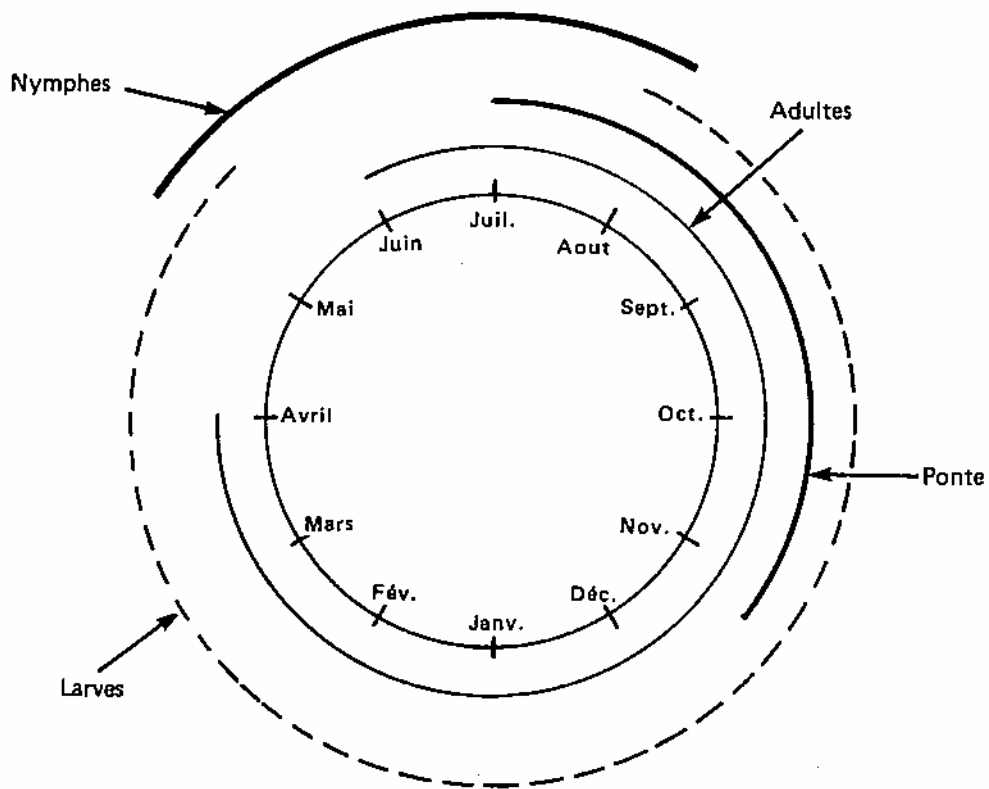 Nymphes
Adultes
Juil.
Juin
Aout
Mai
Sept.
Avril
Oct.
Ponte
Mars
Nov.
Fév.
Déc.
Janv.
Larves